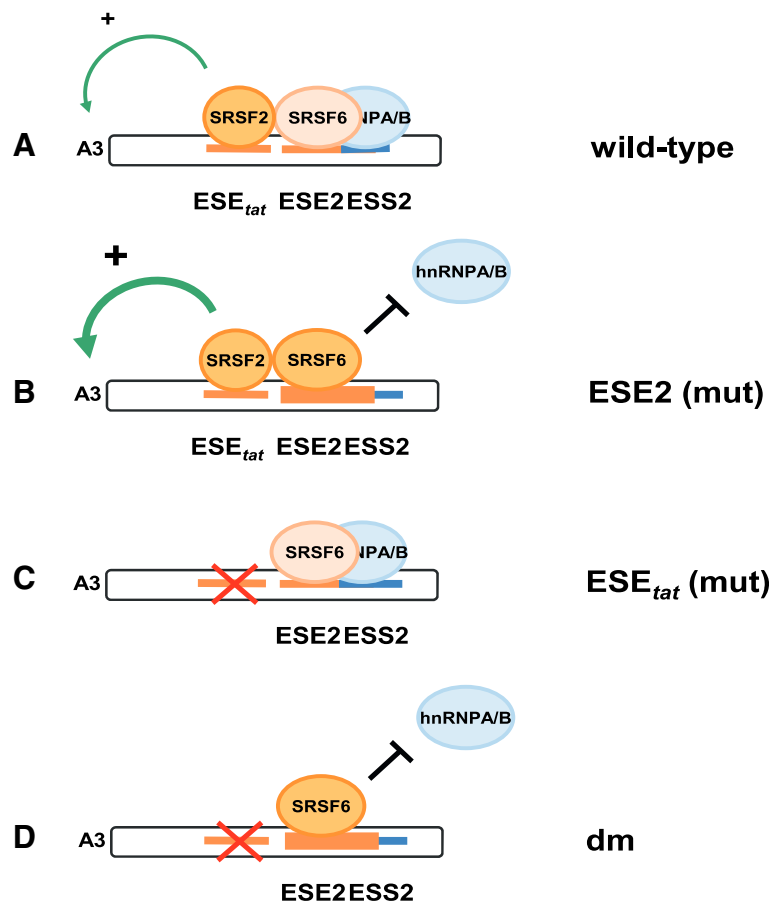 +
SRSF2 SRSF6 NPA/B
A A3 wild-type
ESEtat ESE2 ESS2
+
hnRNPA/B
SRSF2 SRSF6
B A3 ESE2 (mut)
ESEtat ESE2 ESS2
SRSF6 NPA/B
C A3 ESEtat (mut)
ESE2 ESS2
hnRNPA/B
SRSF6
D A3 dm
ESE2 ESS2